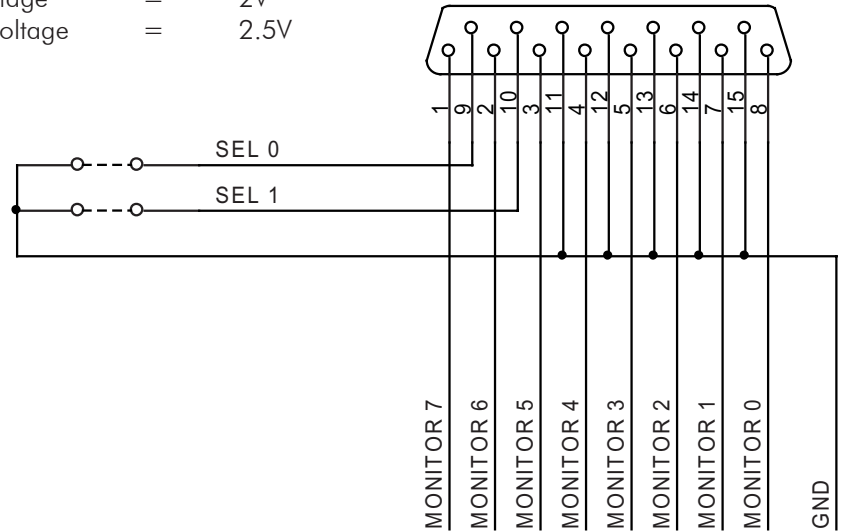 = 2V
oltage = 2.5V
1 9 2 10 3 11 4 12 5 13 6 14 7 15 8
SEL 0
SEL 1
MONITOR 7
MONITOR 6
MONITOR 5
MONITOR 4
MONITOR 3
MONITOR 2
MONITOR 1
MONITOR 0
GND